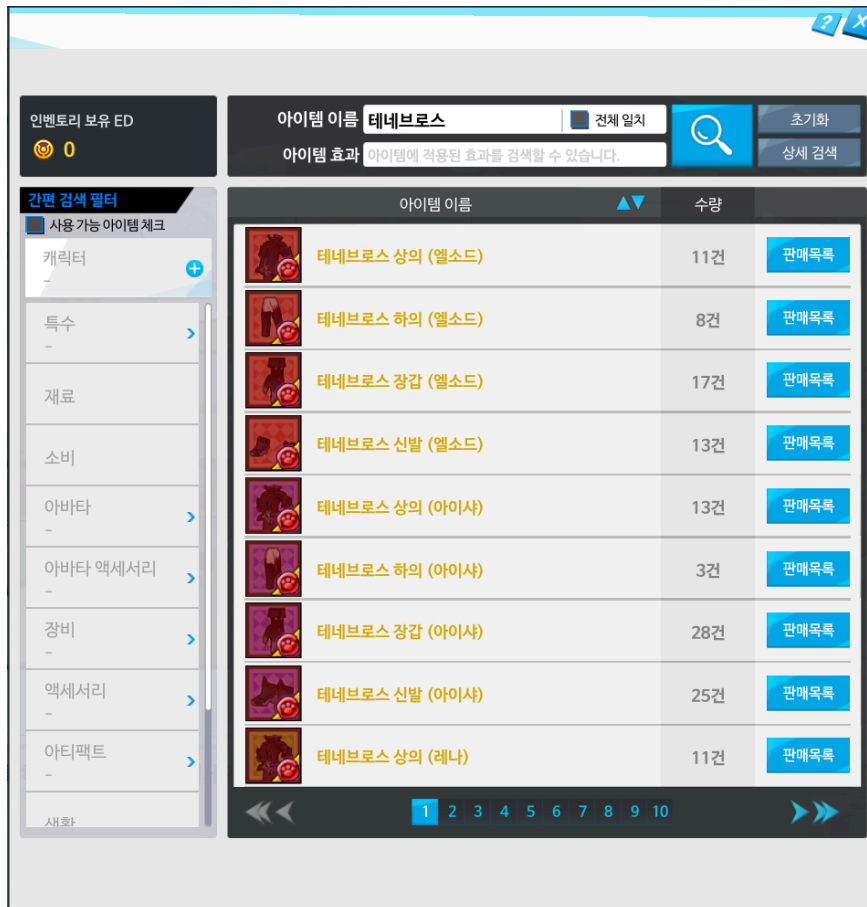 ?
인벤토리 보유 ED
0
아이템 이름 테네브로스 전체 일치
초기화
아이템 효과 아이템에 적용된 효과를 검색할 수 있습니다.
상세 검색
간편 검색 필터
사용 가능 아이템 체크
캐릭터
-
특수
-
재료
소비
아바타
-
아바타 액세서리
-
장비
-
액세서리
-
아티팩트
-
생활
아이템 이름 수량
테네브로스 상의 (엘소드) 11건 판매목록
테네브로스 하의 (엘소드) 8건 판매목록
테네브로스 장갑 (엘소드) 17건 판매목록
테네브로스 신발 (엘소드) 13건 판매목록
테네브로스 상의 (아이샤) 13건 판매목록
테네브로스 하의 (아이샤) 3건 판매목록
테네브로스 장갑 (아이샤) 28건 판매목록
테네브로스 신발 (아이샤) 25건 판매목록
테네브로스 상의 (레나) 11건 판매목록
1 2 3 4 5 6 7 8 9 10